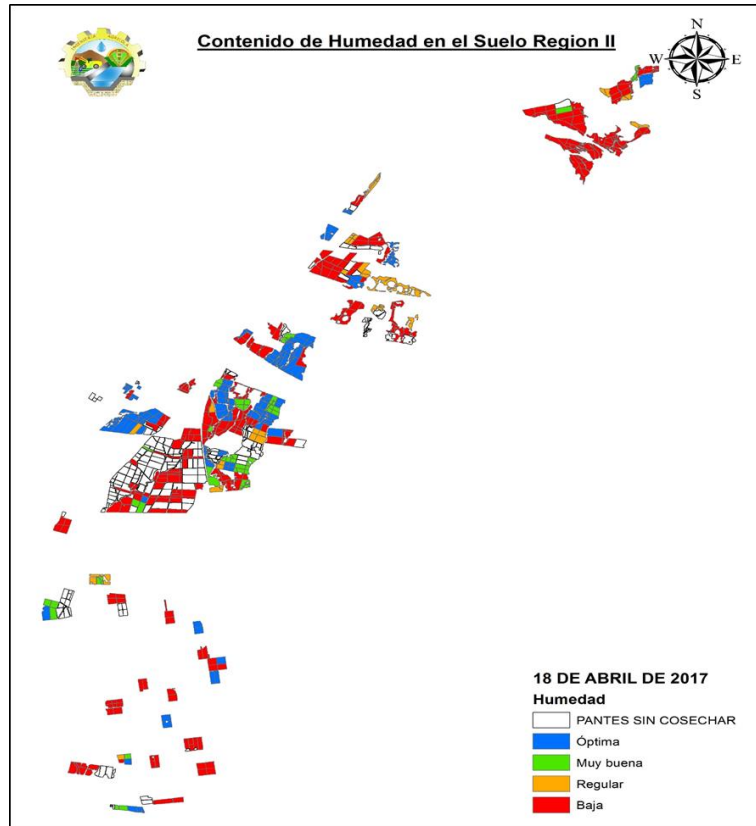 Contenido de Humedad en el Suelo Region II
N
W
E
S
18 DE ABRIL DE 2017
Humedad
PANTES SIN COSECHAR
Óptima
Muy buena
Regular
Baja